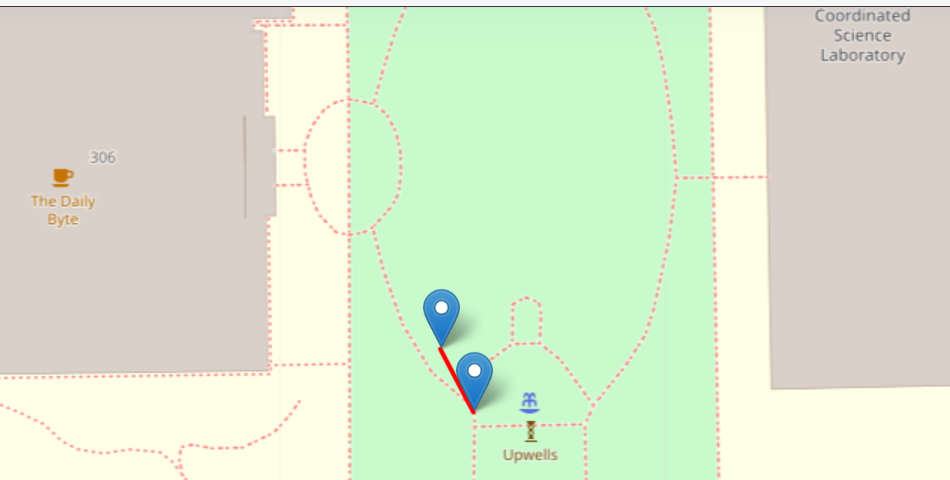 Coordinated
Science
Laboratory
306
The Daily
Byte
Upwells